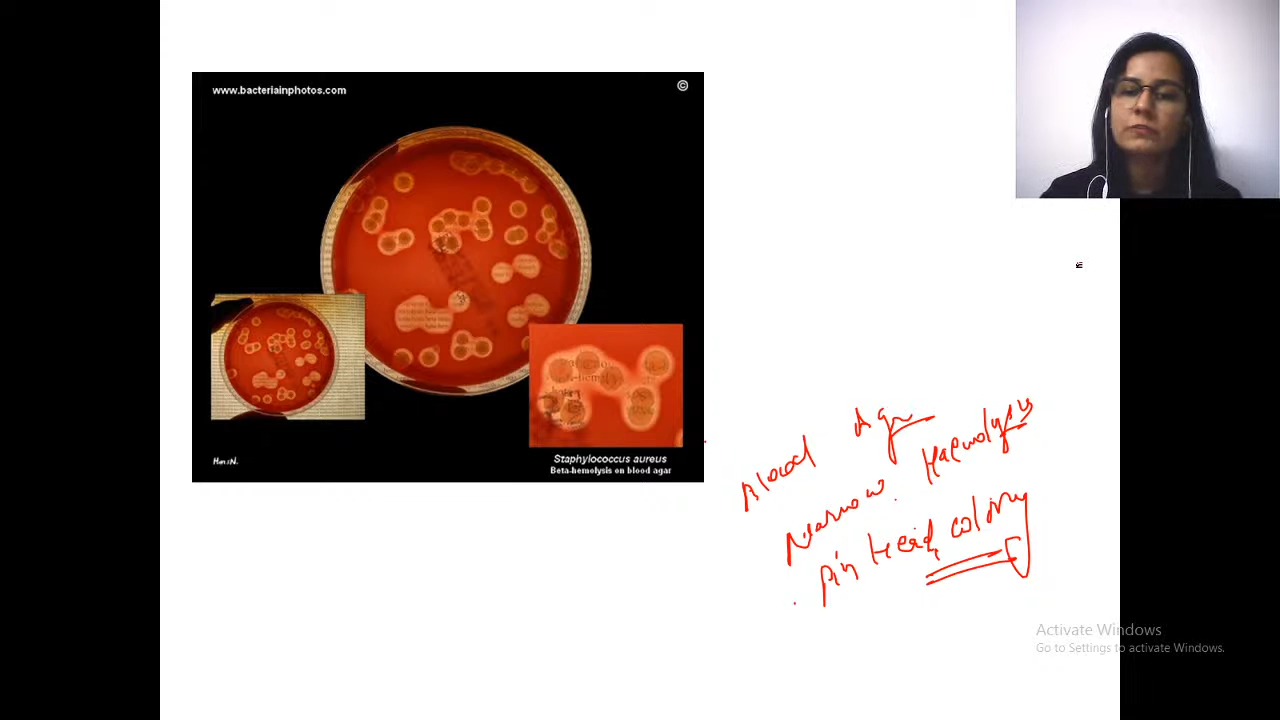 www.bacteriainphotos.com
©
Staphylococcus aureus
Beta-hemolysis on blood agar
Blood Agar
Narrow Haemolysis
Pin Head colony
Activate Windows
Go to Settings to activate Windows.